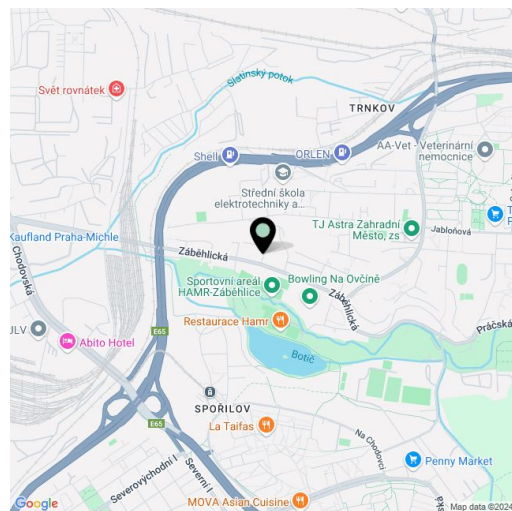 Slatinský potok
Svět rovnátek
TRNKOV
Shell
ORLEN
AA-Vet - Veterinární
nemocnice
Střední škola
elektrotechniky a...
TJ Astra Zahradní
Město, zs
Jabloňová
Kaufland Praha-Michle
Chodovská
Záběhlická
Sportovní areál
HAMR-Záběhlice
Bowling Na Ovčíně
Záběhlická
Práčská
Restaurace Hamr
E65
JLV
Abito Hotel
Botič
SPOŘILOV
E65
La Taifas
Na Chodovci
Penny Market
Severovýchodní I
Severní I
MOVA Asian Cuisine
Google
Map data ©2024